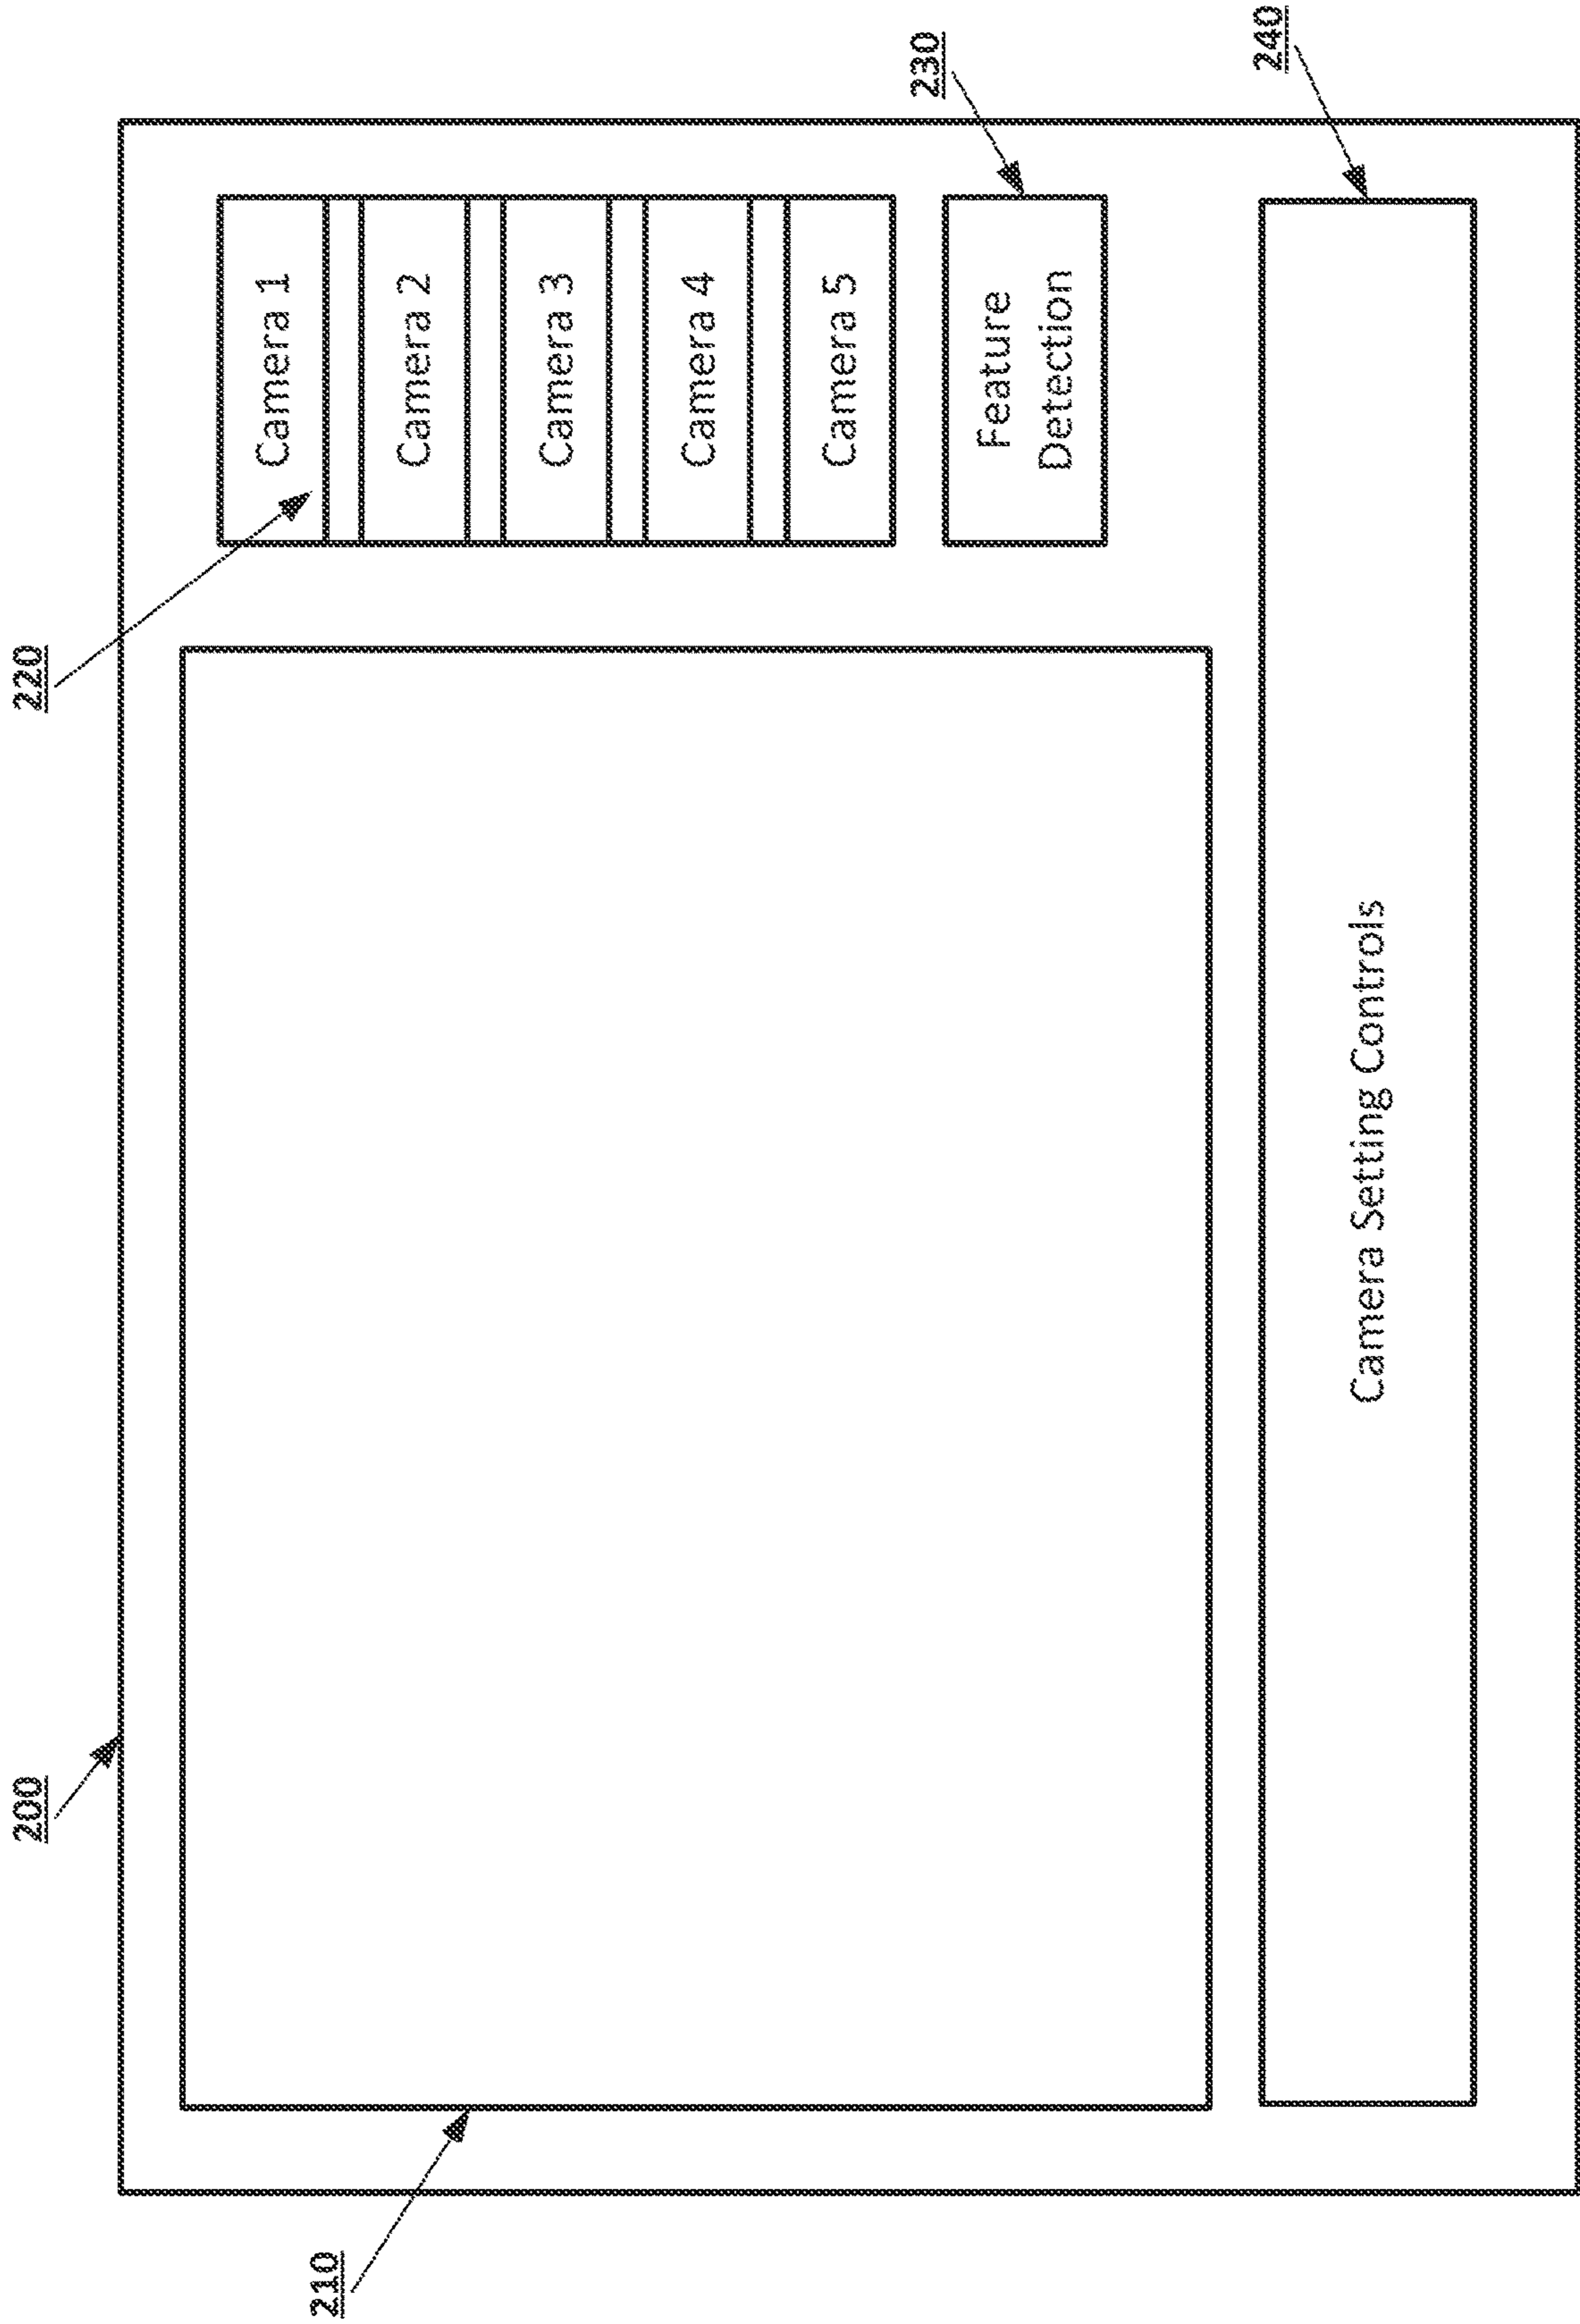 200
220
210
Camera 1
Camera 2
Camera 3
Camera 4
Camera 5
230
Feature
Detection
240
Camera Setting Controls